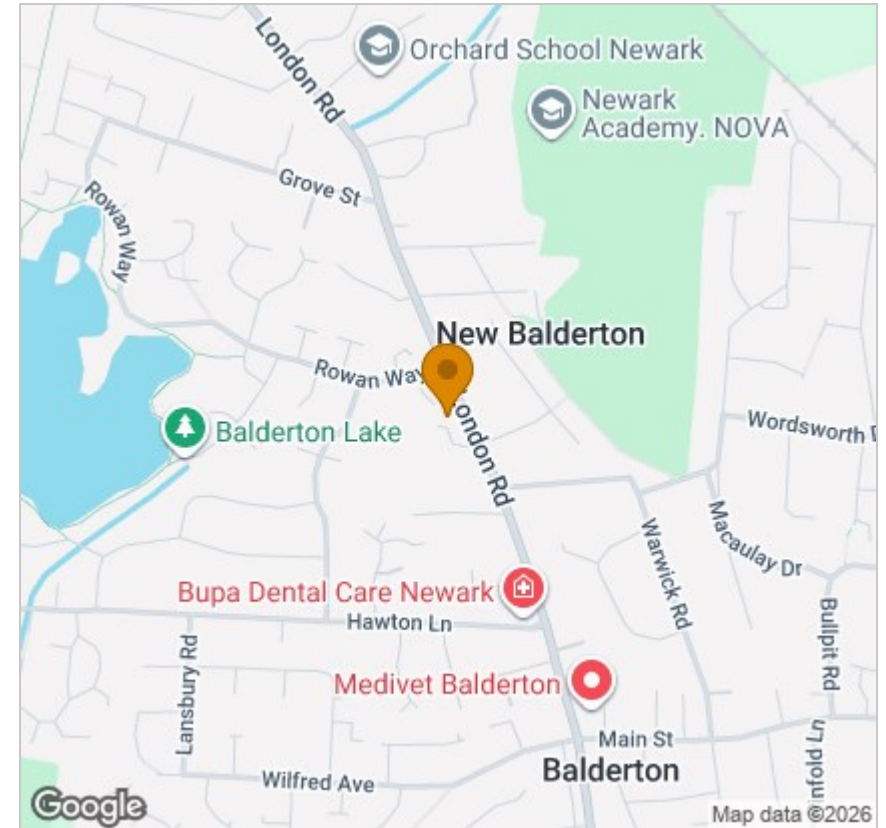 London Rd
Orchard School Newark
Newark
Academy. NOVA
Grove St
Rowan Way
New Balderton
Rowan Way
London Rd
Wordsworth
Balderton Lake
Macaulay Dr
Warwick Rd
Bupa Dental Care Newark
Hawton Ln
Bullpit Rd
Lansbury Rd
Medivet Balderton
Main St
Balderton
Wilfred Ave
Google
Map data ©2026